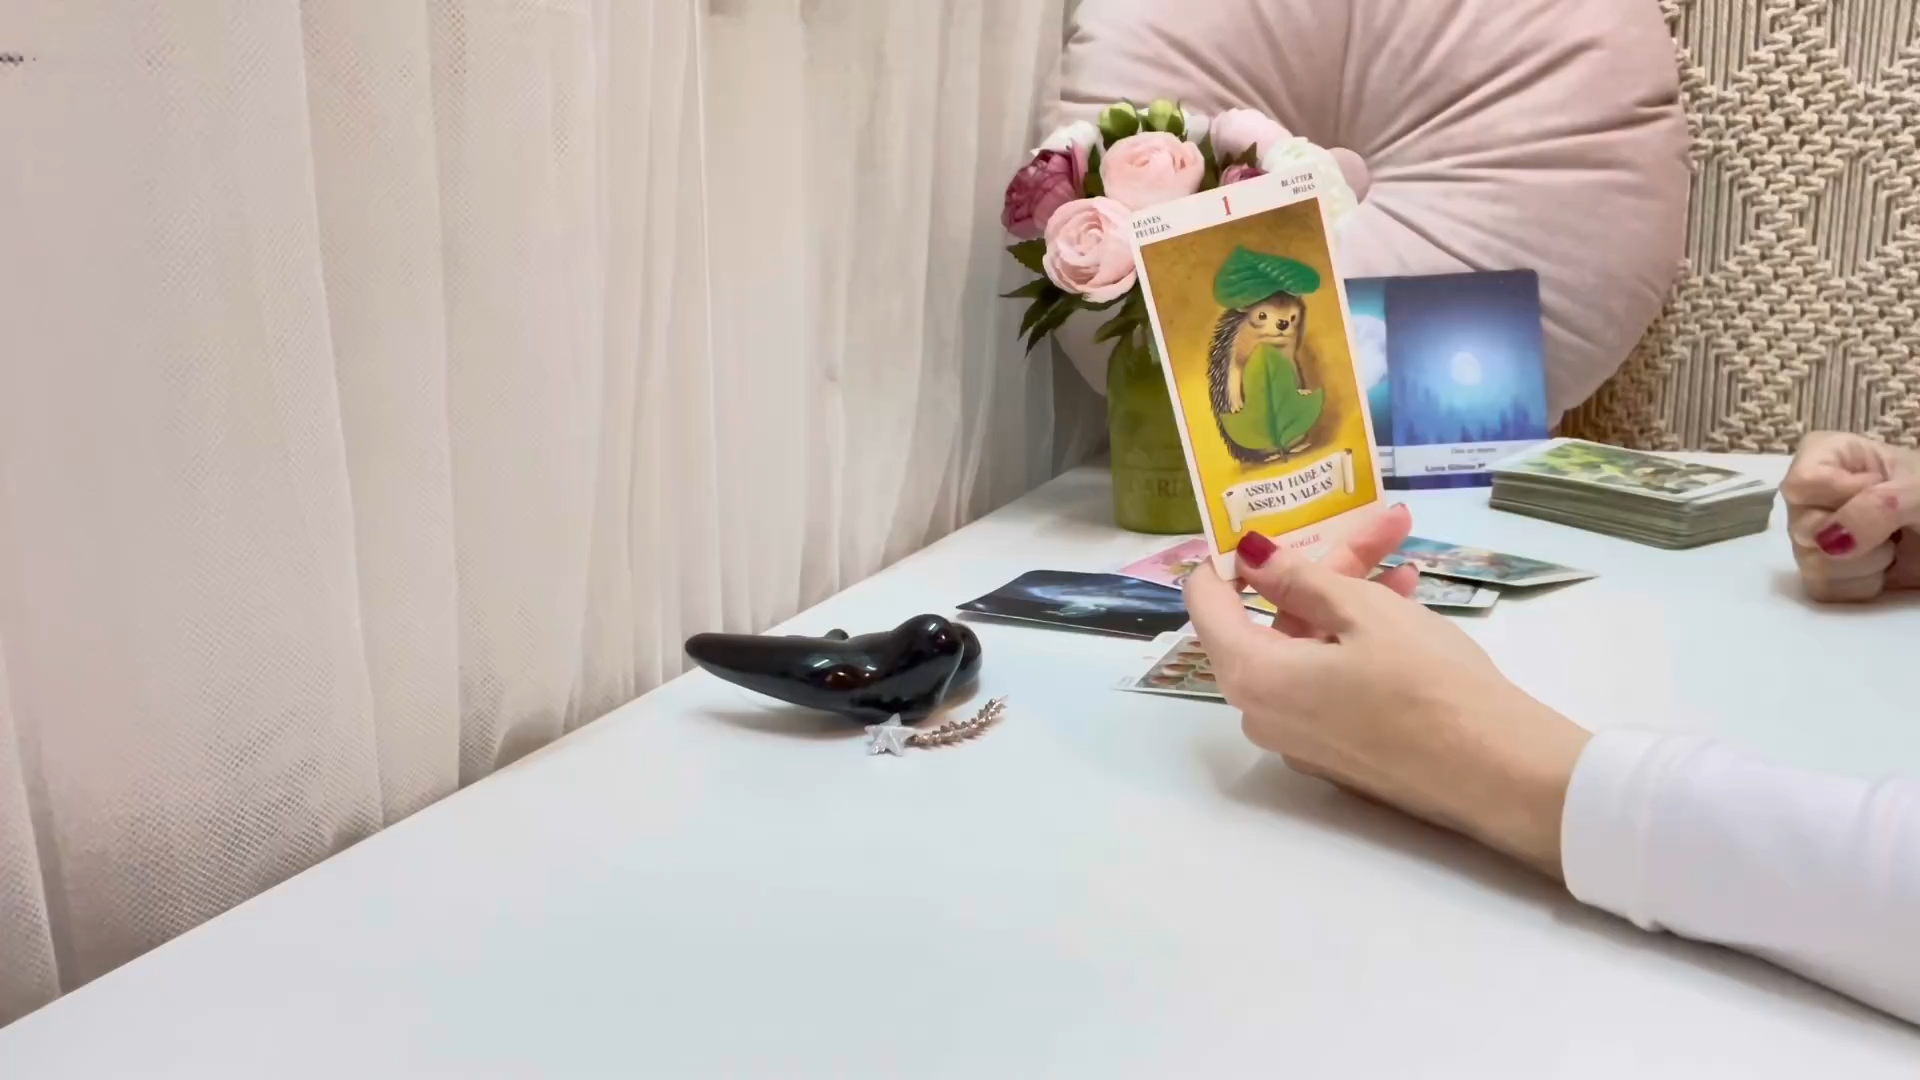 BLÄTTER
HOJAS
1
LEAVES
FEUILLES
ASSEM HABEAS
ASSEM VALEAS
FOGLIE